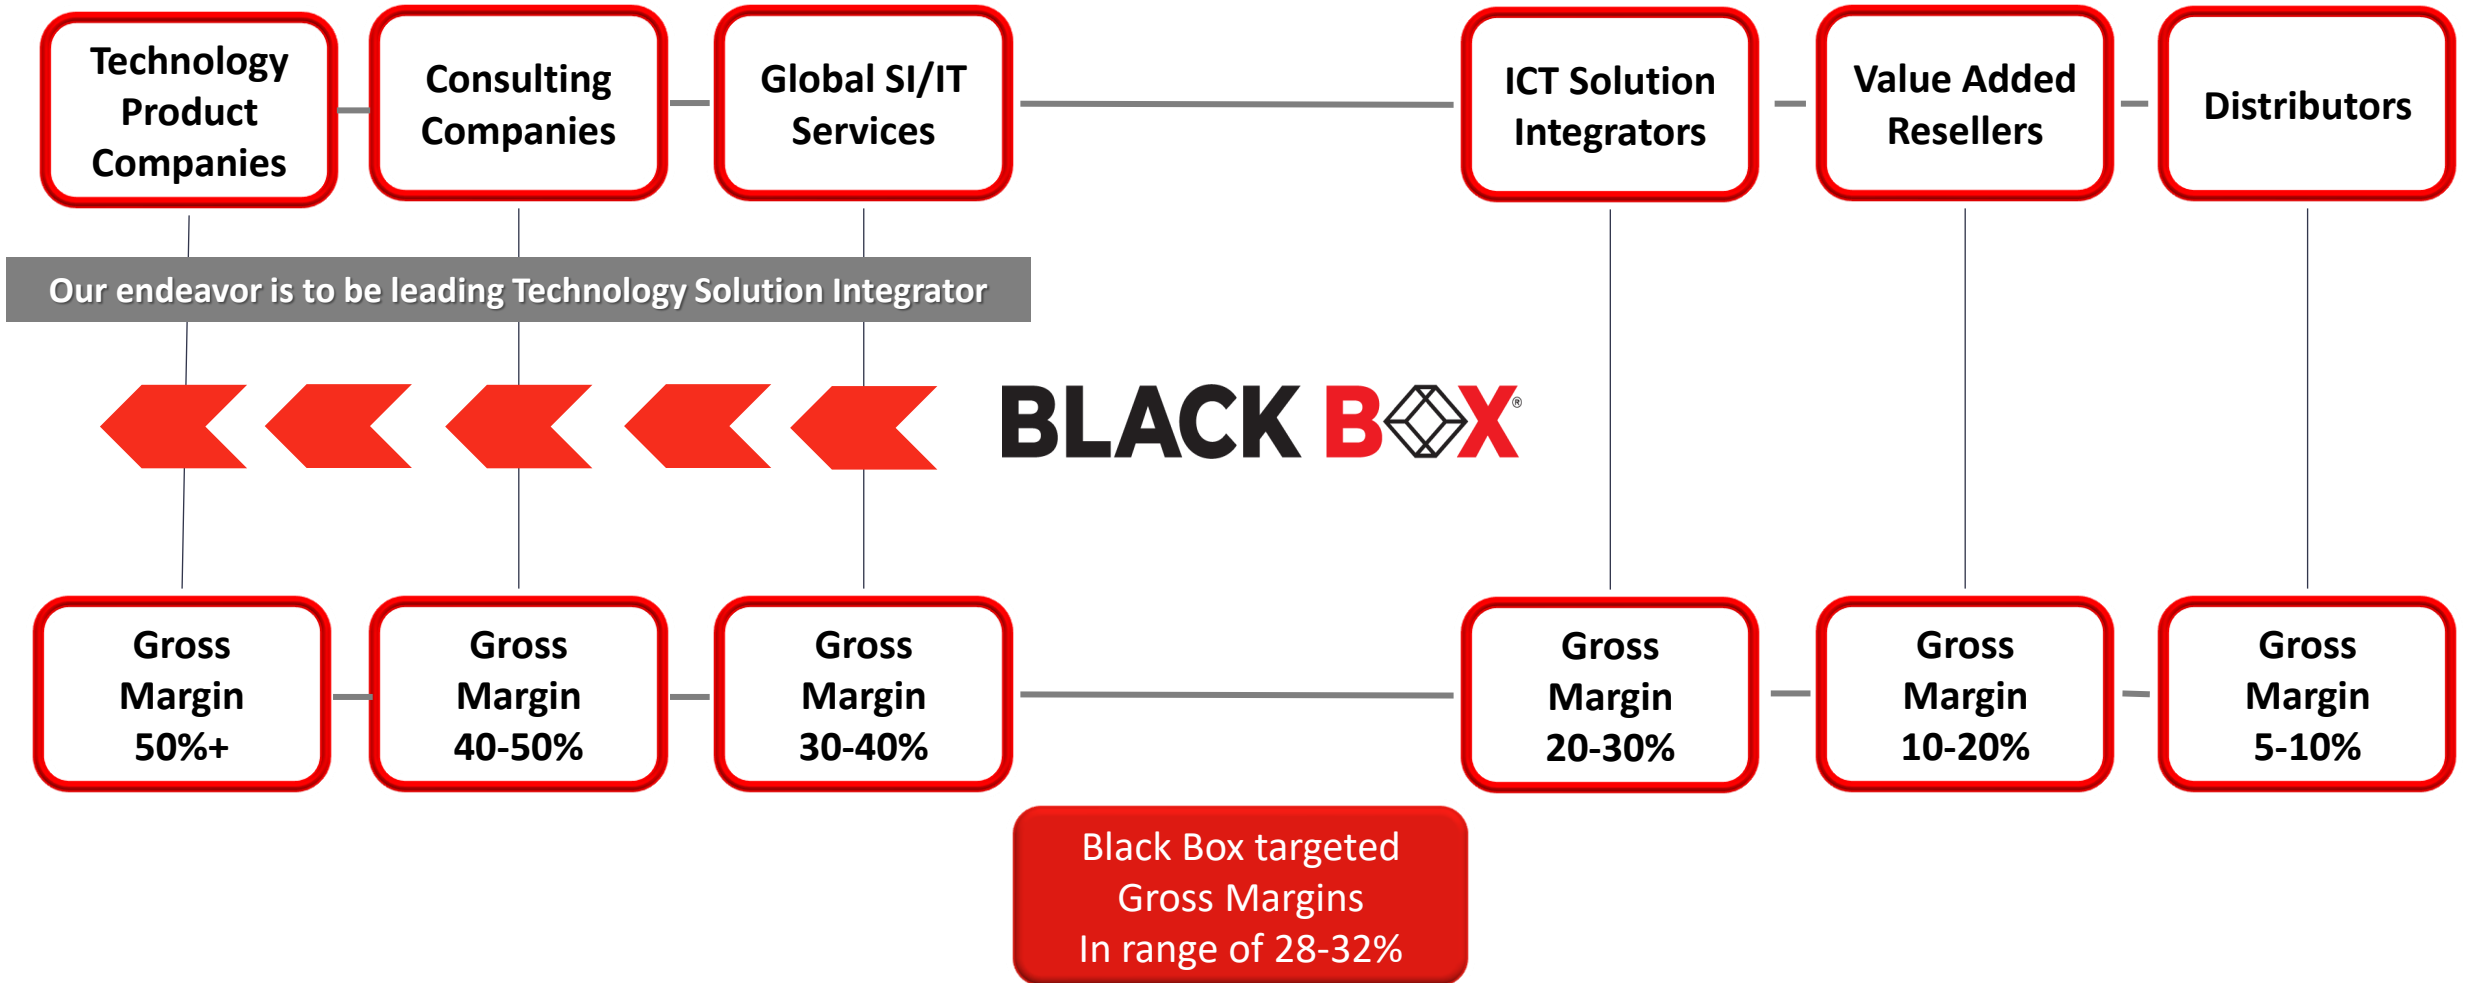 Technology
Product
Companies
Consulting
Companies
Global SI/IT
Services
ICT Solution
Integrators
Value Added
Resellers
Distributors
Our endeavor is to be leading Technology Solution Integrator
BLACK BOX®
Gross
Margin
50%+
Gross
Margin
40-50%
Gross
Margin
30-40%
Gross
Margin
20-30%
Gross
Margin
10-20%
Gross
Margin
5-10%
Black Box targeted
Gross Margins
In range of 28-32%